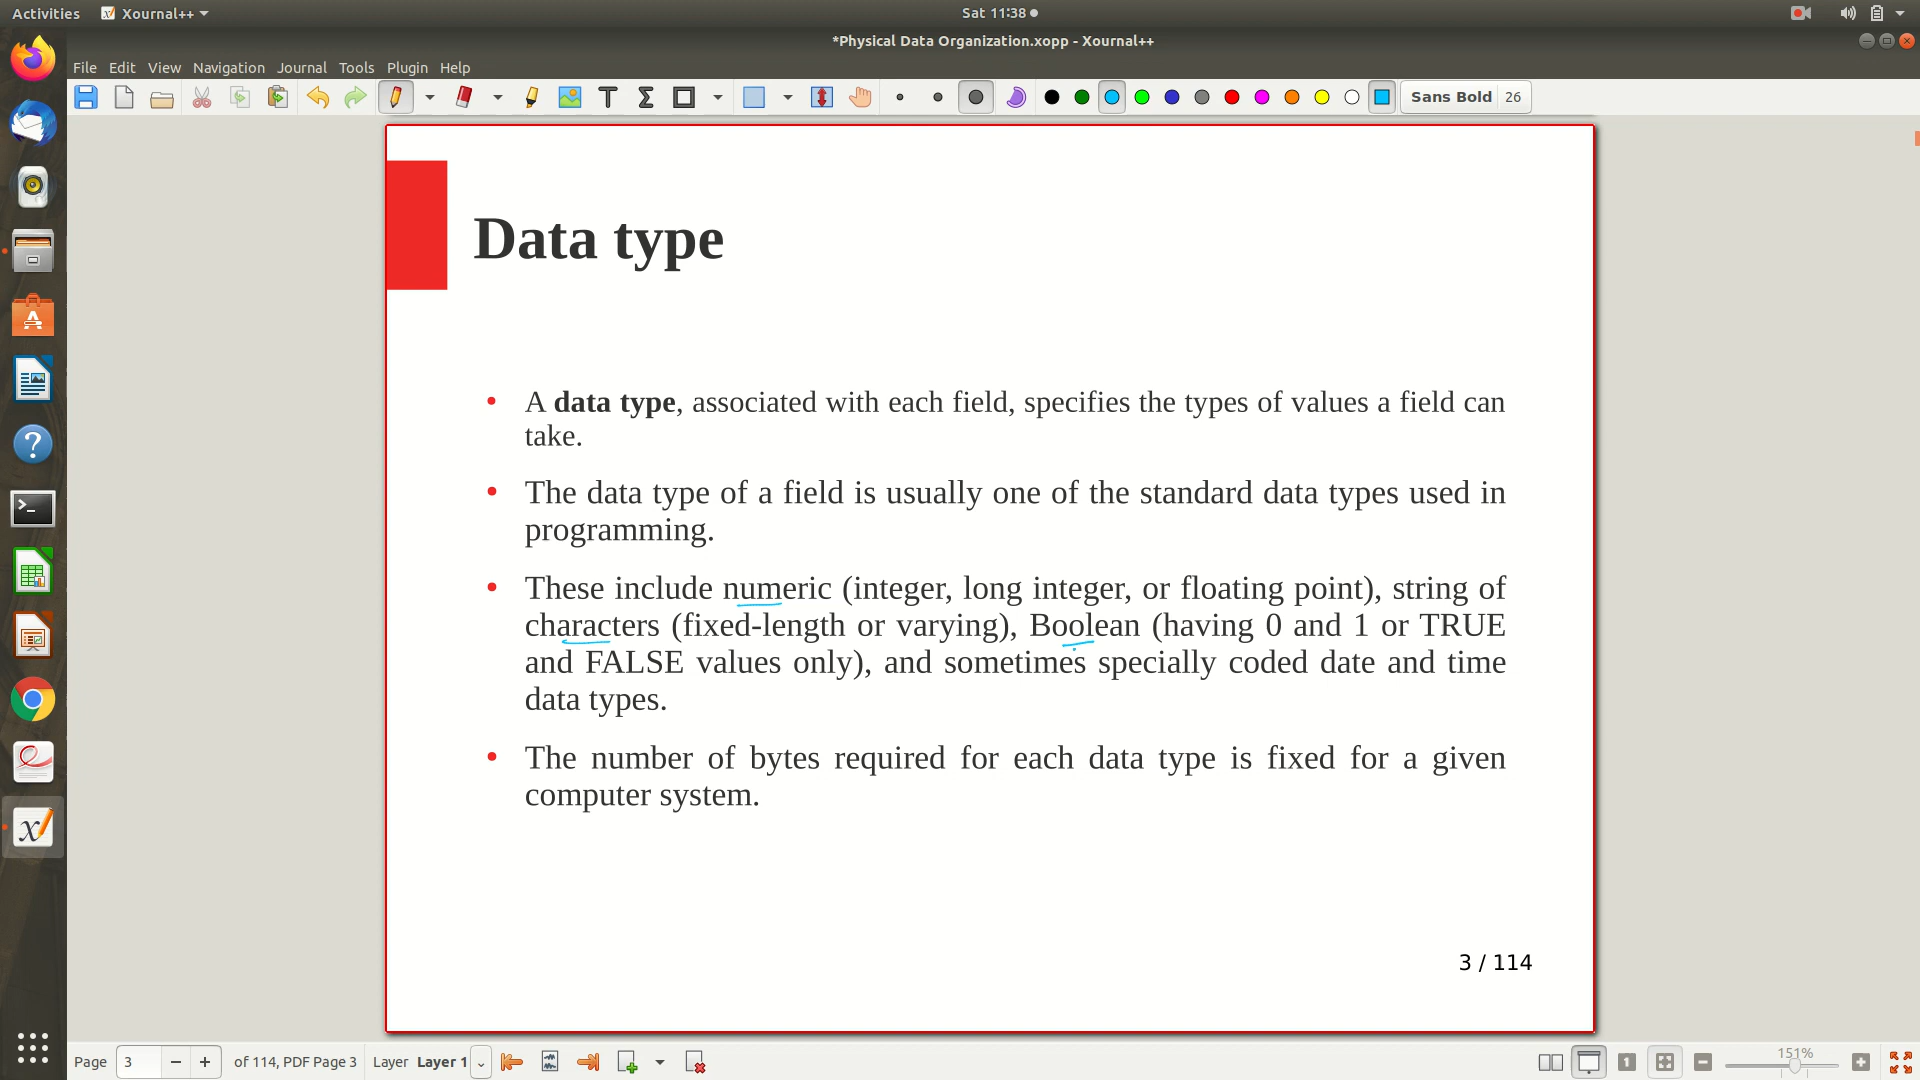 Activities Xournal++ Sat 11:38
*Physical Data Organization.xopp - Xournal++
File Edit View Navigation Journal Tools Plugin Help
Sans Bold 26
Data type
• A data type, associated with each field, specifies the types of values a field can
take.
• The data type of a field is usually one of the standard data types used in
programming.
• These include numeric (integer, long integer, or floating point), string of
characters (fixed-length or varying), Boolean (having 0 and 1 or TRUE
and FALSE values only), and sometimes specially coded date and time
data types.
• The number of bytes required for each data type is fixed for a given
computer system.
3 / 114
Page 3 of 114, PDF Page 3 Layer Layer 1 151%